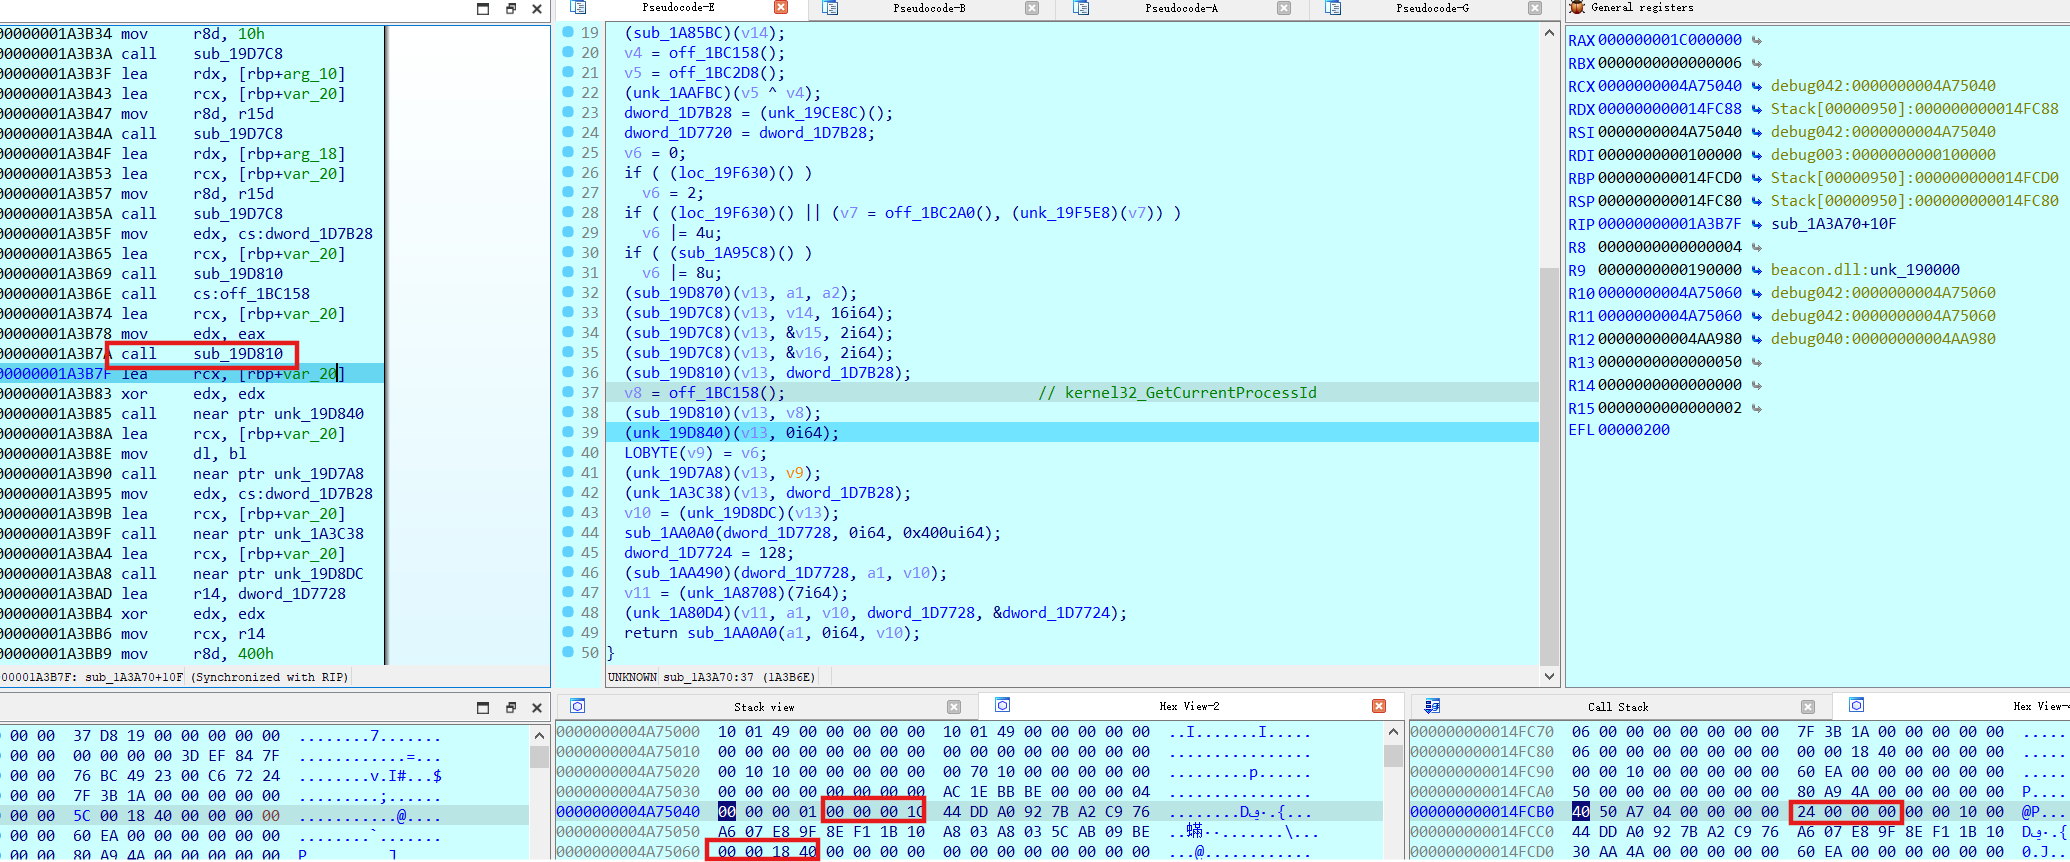 Pseudocode-E
Pseudocode-B
Pseudocode-A
Pseudocode-G
General registers
00000001A3B34 mov r8d, 10h
00000001A3B3A call sub_19D7C8
00000001A3B3F lea rdx, [rbp+arg_10]
00000001A3B43 lea rcx, [rbp+var_20]
00000001A3B47 mov r8d, r15d
00000001A3B4A call sub_19D7C8
00000001A3B4F lea rdx, [rbp+arg_18]
00000001A3B53 lea rcx, [rbp+var_20]
00000001A3B57 mov r8d, r15d
00000001A3B5A call sub_19D7C8
00000001A3B5F mov edx, cs:dword_1D7B28
00000001A3B65 lea rcx, [rbp+var_20]
00000001A3B69 call sub_19D810
00000001A3B6E call cs:off_1BC158
00000001A3B74 lea rcx, [rbp+var_20]
00000001A3B78 mov edx, eax
00000001A3B7A call sub_19D810
00000001A3B7F lea rcx, [rbp+var_20]
00000001A3B83 xor edx, edx
00000001A3B85 call near ptr unk_19D840
00000001A3B8A lea rcx, [rbp+var_20]
00000001A3B8E mov dl, bl
00000001A3B90 call near ptr unk_19D7A8
00000001A3B95 mov edx, cs:dword_1D7B28
00000001A3B9B lea rcx, [rbp+var_20]
00000001A3B9F call near ptr unk_1A3C38
00000001A3BA4 lea rcx, [rbp+var_20]
00000001A3BA8 call near ptr unk_19D8DC
00000001A3BAD lea r14, dword_1D7728
00000001A3BB4 xor edx, edx
00000001A3BB6 mov rcx, r14
00000001A3BB9 mov r8d, 400h
00001A3B7F: sub_1A3A70+10F (Synchronized with RIP)
19 (sub_1A85BC)(v14);
20 v4 = off_1BC158();
21 v5 = off_1BC2D8();
22 (unk_1AAFBC)(v5 ^ v4);
23 dword_1D7B28 = (unk_19CE8C)();
24 dword_1D7720 = dword_1D7B28;
25 v6 = 0;
26 if ( (loc_19F630)() )
27 v6 = 2;
28 if ( (loc_19F630)() || (v7 = off_1BC2A0(), (unk_19F5E8)(v7)) )
29 v6 |= 4u;
30 if ( (sub_1A95C8)() )
31 v6 |= 8u;
32 (sub_19D870)(v13, a1, a2);
33 (sub_19D7C8)(v13, v14, 16i64);
34 (sub_19D7C8)(v13, &v15, 2i64);
35 (sub_19D7C8)(v13, &v16, 2i64);
36 (sub_19D810)(v13, dword_1D7B28);
37 v8 = off_1BC158(); // kernel32_GetCurrentProcessId
38 (sub_19D810)(v13, v8);
39 (unk_19D840)(v13, 0i64);
40 LOBYTE(v9) = v6;
41 (unk_19D7A8)(v13, v9);
42 (unk_1A3C38)(v13, dword_1D7B28);
43 v10 = (unk_19D8DC)(v13);
44 sub_1AA0A0(dword_1D7728, 0i64, 0x400ui64);
45 dword_1D7724 = 128;
46 (sub_1AA490)(dword_1D7728, a1, v10);
47 v11 = (unk_1A8708)(7i64);
48 (unk_1A80D4)(v11, a1, v10, dword_1D7728, &dword_1D7724);
49 return sub_1AA0A0(a1, 0i64, v10);
50 }
UNKNOWN sub_1A3A70:37 (1A3B6E)
RAX 000000001C000000
RBX 0000000000000006
RCX 0000000004A75040 debug042:0000000004A75040
RDX 000000000014FC88 Stack[00000950]:000000000014FC88
RSI 0000000004A75040 debug042:0000000004A75040
RDI 0000000000100000 debug003:0000000000100000
RBP 000000000014FCD0 Stack[00000950]:000000000014FCD0
RSP 000000000014FC80 Stack[00000950]:000000000014FC80
RIP 00000000001A3B7F sub_1A3A70+10F
R8 0000000000000004
R9 0000000000190000 beacon.dll:unk_190000
R10 0000000004A75060 debug042:0000000004A75060
R11 0000000004A75060 debug042:0000000004A75060
R12 00000000004AA980 debug040:00000000004AA980
R13 0000000000000050
R14 0000000000000000
R15 0000000000000002
EFL 00000200
00 00 00 37 D8 19 00 00 00 00 00 ........7.......
00 00 00 00 00 00 00 3D EF 84 7F ............=...
00 00 00 76 BC 49 23 00 C6 72 24 ........v.I#...$
00 00 00 7F 3B 1A 00 00 00 00 00 .........;......
00 00 00 5C 00 18 40 00 00 00 00 ...........@....
00 00 00 60 EA 00 00 00 00 00 00 ........`.......
00 00 00 80 A9 4A 00 00 00 00 00 P........J
Stack view
Hex View-2
0000000004A75000 10 01 49 00 00 00 00 00 10 01 49 00 00 00 00 00 ..I.......I.....
0000000004A75010 00 00 00 00 00 00 00 00 00 00 00 00 00 00 00 00 ................
0000000004A75020 00 10 10 00 00 00 00 00 00 70 10 00 00 00 00 00 .........p......
0000000004A75030 00 00 00 00 00 00 00 00 AC 1E BB BE 00 00 00 04
0000000004A75040 00 00 00 01 00 00 00 1C 44 DD A0 92 7B A2 C9 76
0000000004A75050 A6 07 E8 9F 8E F1 1B 10 A8 03 A8 03 5C AB 09 BE
0000000004A75060 00 00 18 40 00 00 00 00 00 00 00 00 00 00 00 00 ...@............
Call Stack
Hex View-
000000000014FC70 06 00 00 00 00 00 00 00 7F 3B 1A 00 00 00 00 00 .....
000000000014FC80 06 00 00 00 00 00 00 00 00 00 18 40 00 00 00 00 .....
000000000014FC90 00 00 10 00 00 00 00 00 60 EA 00 00 00 00 00 00 .....
000000000014FCA0 50 00 00 00 00 00 00 00 80 A9 4A 00 00 00 00 00 P....
000000000014FCB0 40 50 A7 04 00 00 00 00 24 00 00 00 00 00 10 00 @P...
000000000014FCC0 44 DD A0 92 7B A2 C9 76 A6 07 E8 9F 8E F1 1B 10
000000000014FCD0 30 AA 4A 00 00 00 00 00 60 EA 00 00 00 00 00 00 0.J..